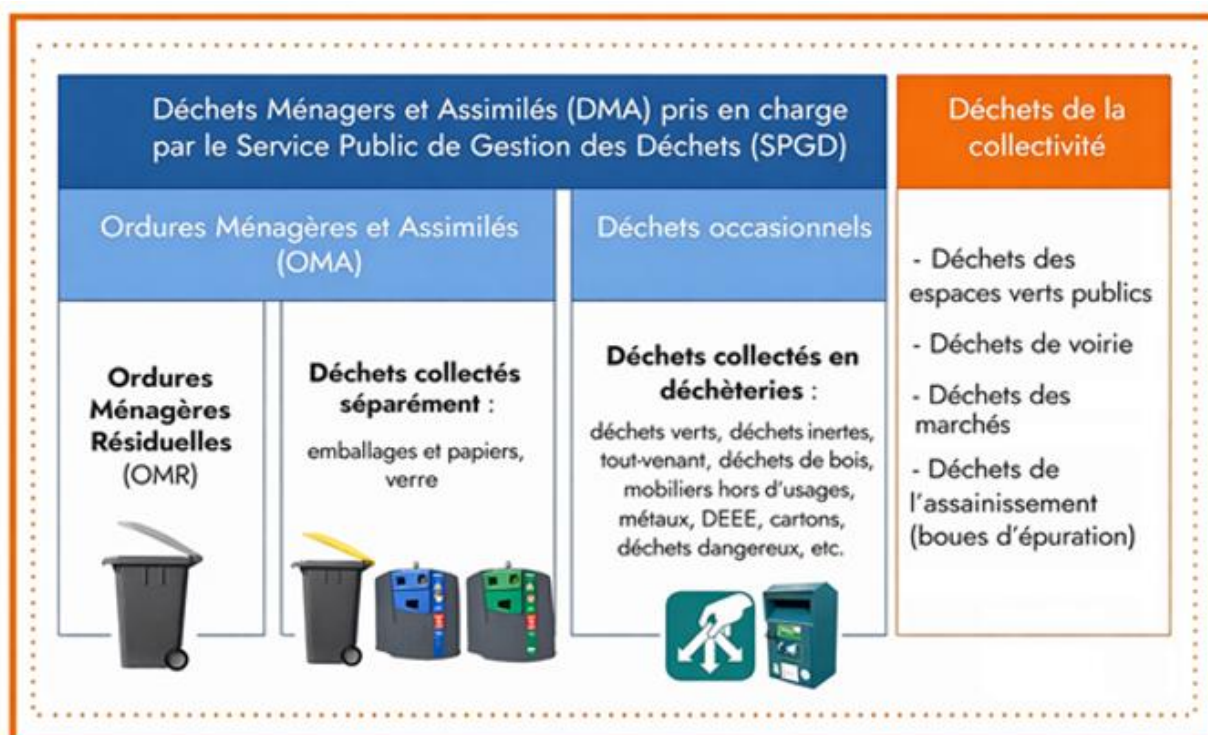 Déchets Ménagers et Assimilés (DMA) pris en charge
par le Service Public de Gestion des Déchets (SPGD)
Déchets de la
collectivité
Ordures Ménagères et Assimilés
(OMA)
Déchets occasionnels
Ordures
Ménagères
Résiduelles
(OMR)
Déchets collectés
séparément :
emballages et papiers,
verre
Déchets collectés en
déchèteries :
déchets verts, déchets inertes,
tout-venant, déchets de bois,
mobiliers hors d'usages,
métaux, DEEE, cartons,
déchets dangereux, etc.
- Déchets des
espaces verts publics
- Déchets de voirie
- Déchets des
marchés
- Déchets de
l'assainissement
(boues d'épuration)